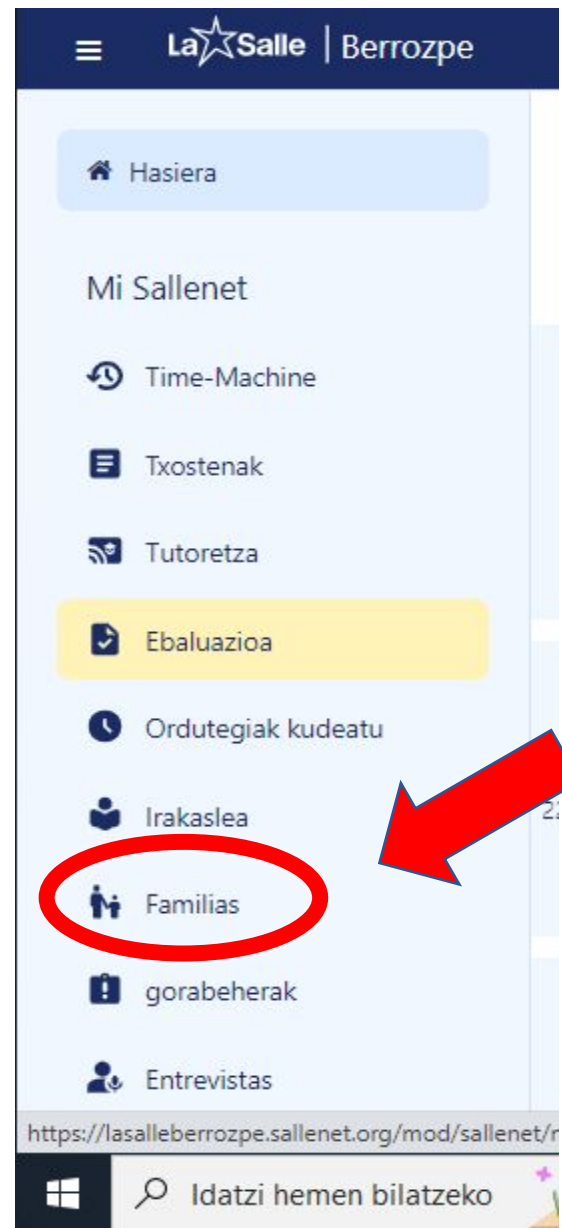 La Salle | Berrozpe
Hasiera
Mi Sallenet
Time-Machine
Txostenak
Tutoretza
Ebaluazioa
Ordutegiak kudeatu
Irakaslea
Familias
gorabeherak
Entrevistas
https://lasalleberrozpe.sallenet.org/mod/sallenet/
Idatzi hemen bilatzeko